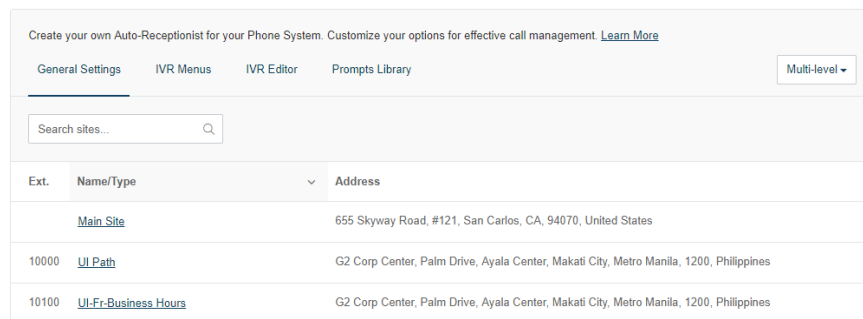 Create your own Auto-Receptionist for your Phone System. Customize your options for effective call management. Learn More
General Settings IVR Menus IVR Editor Prompts Library Multi-level
Search sites...
Ext. Name/Type Address
Main Site 655 Skyway Road, #121, San Carlos, CA, 94070, United States
10000 UI Path G2 Corp Center, Palm Drive, Ayala Center, Makati City, Metro Manila, 1200, Philippines
10100 UI-Fr-Business Hours G2 Corp Center, Palm Drive, Ayala Center, Makati City, Metro Manila, 1200, Philippines